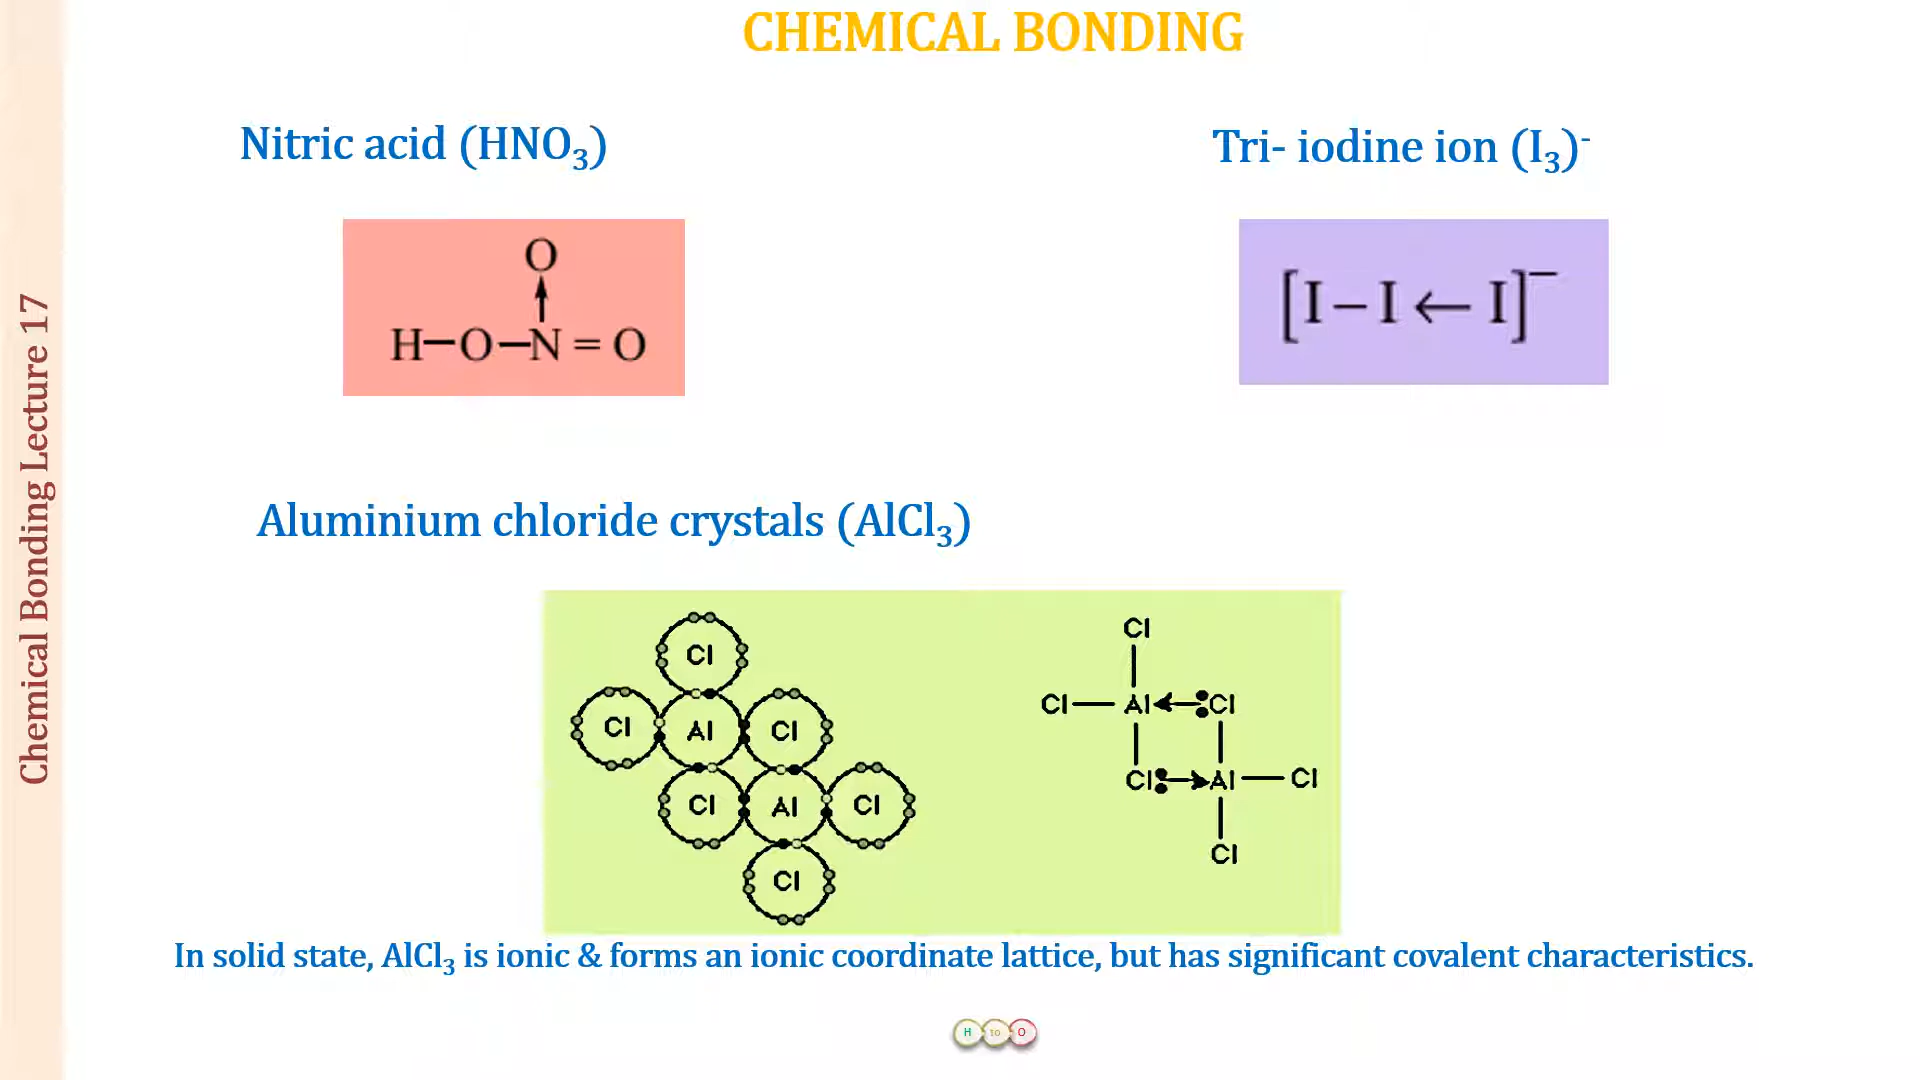 CHEMICAL BONDING
Chemical Bonding Lecture 17
Nitric acid (HNO₃)
Tri- iodine ion (I₃)⁻
O
H—O—N = O
[I – I ← I]⁻
Aluminium chloride crystals (AlCl₃)
Cl
Cl Al Cl
Cl Al Cl
Cl
Cl
Cl — Al ← :Cl
Cl: → Al — Cl
Cl
In solid state, AlCl₃ is ionic & forms an ionic coordinate lattice, but has significant covalent characteristics.
H 10 O